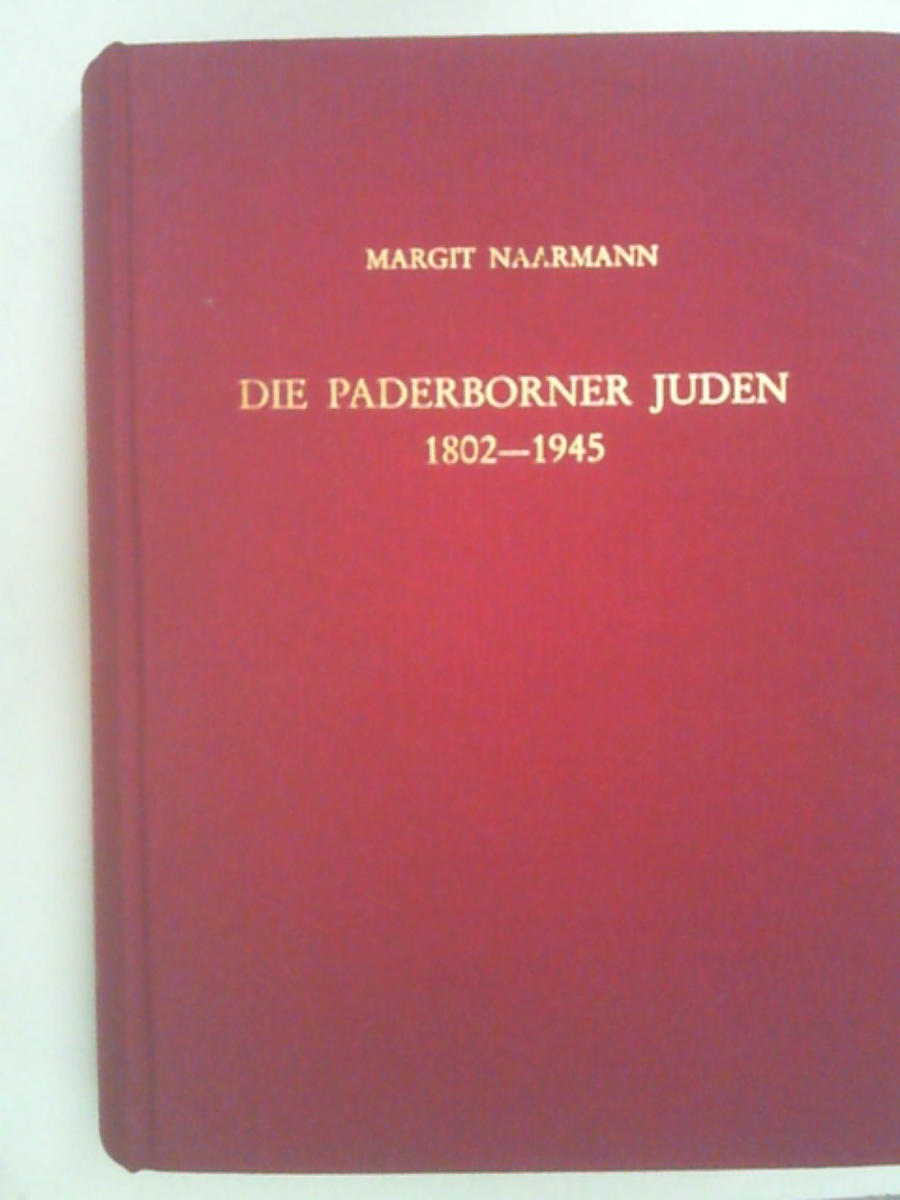 MARGIT NAARMANN
DIE PADERBORNER JUDEN
1802—1945